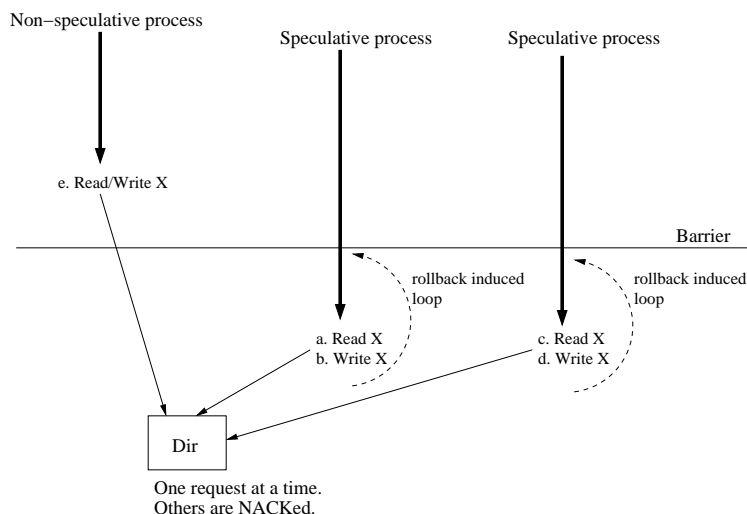 Non−speculative process
Speculative process
Speculative process
e. Read/Write X
Barrier
rollback induced
loop
rollback induced
loop
a. Read X
b. Write X
c. Read X
d. Write X
Dir
One request at a time.
Others are NACKed.